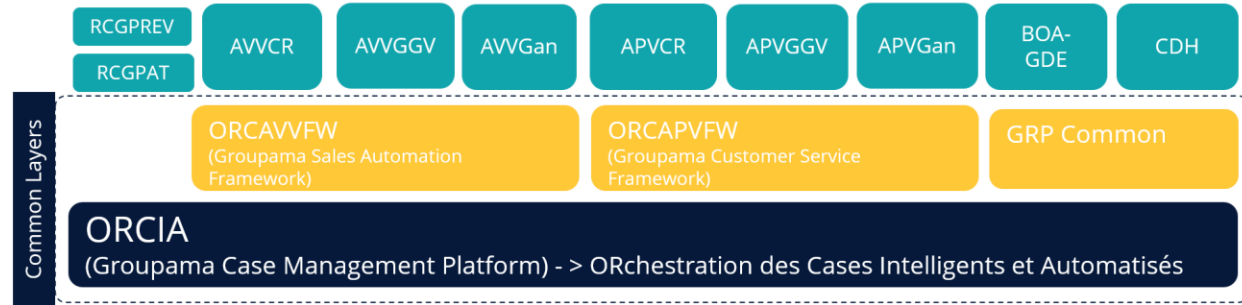 RCGPREV
RCGPAT
AVVCR
AVVGGV
AVVGan
APVCR
APVGGV
APVGan
BOA-
GDE
CDH
Common Layers
ORCAVVFW
(Groupama Sales Automation
Framework)
ORCAPVFW
(Groupama Customer Service
Framework)
GRP Common
ORCIA
(Groupama Case Management Platform) - > ORchestration des Cases Intelligents et Automatisés